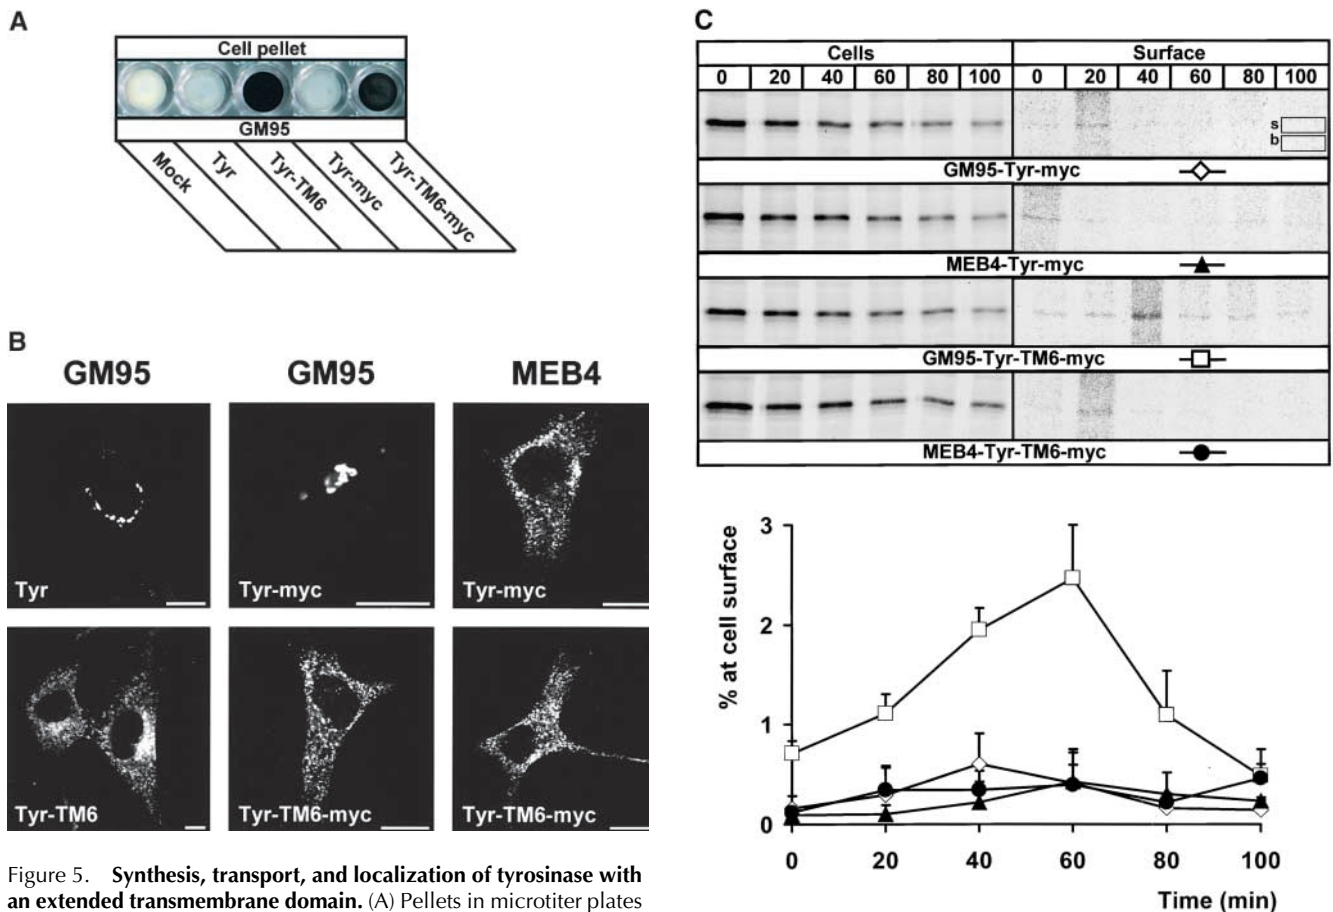 A
Cell pellet
GM95
Mock
Tyr
Tyr-TM6
Tyr-myc
Tyr-TM6-myc
B
GM95
GM95
MEB4
Tyr
Tyr-myc
Tyr-myc
Tyr-TM6
Tyr-TM6-myc
Tyr-TM6-myc
Figure 5. Synthesis, transport, and localization of tyrosinase with
an extended transmembrane domain. (A) Pellets in microtiter plates
C
Cells Surface
0 20 40 60 80 100 0 20 40 60 80 100
s
b
GM95-Tyr-myc
MEB4-Tyr-myc
GM95-Tyr-TM6-myc
MEB4-Tyr-TM6-myc
% at cell surface
3
2
1
0
0 20 40 60 80 100
Time (min)